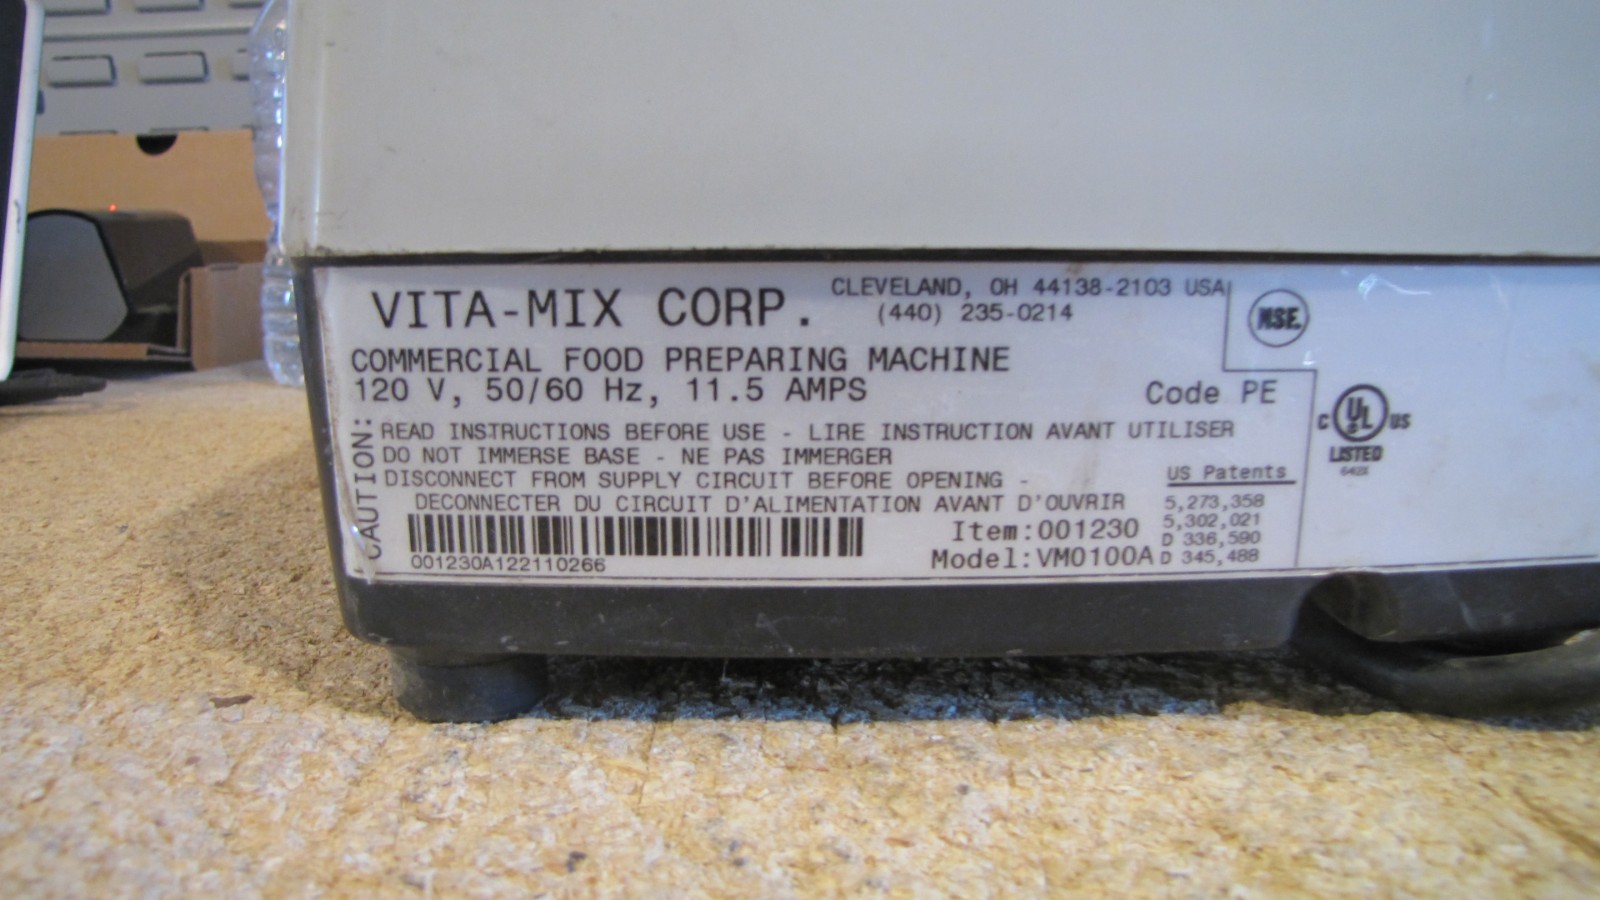 VITA-MIX CORP.
CLEVELAND, OH 44138-2103 USA
(440) 235-0214
NSF.
COMMERCIAL FOOD PREPARING MACHINE
120 V, 50/60 Hz, 11.5 AMPS
Code PE
C UL US
LISTED
642X
CAUTION:
READ INSTRUCTIONS BEFORE USE - LIRE INSTRUCTION AVANT UTILISER
DO NOT IMMERSE BASE - NE PAS IMMERGER
DISCONNECT FROM SUPPLY CIRCUIT BEFORE OPENING -
DECONNECTER DU CIRCUIT D'ALIMENTATION AVANT D'OUVRIR
US Patents
5,273,358
5,302,021
D 336,590
D 345,488
Item:001230
Model:VM0100A
001230A122110266